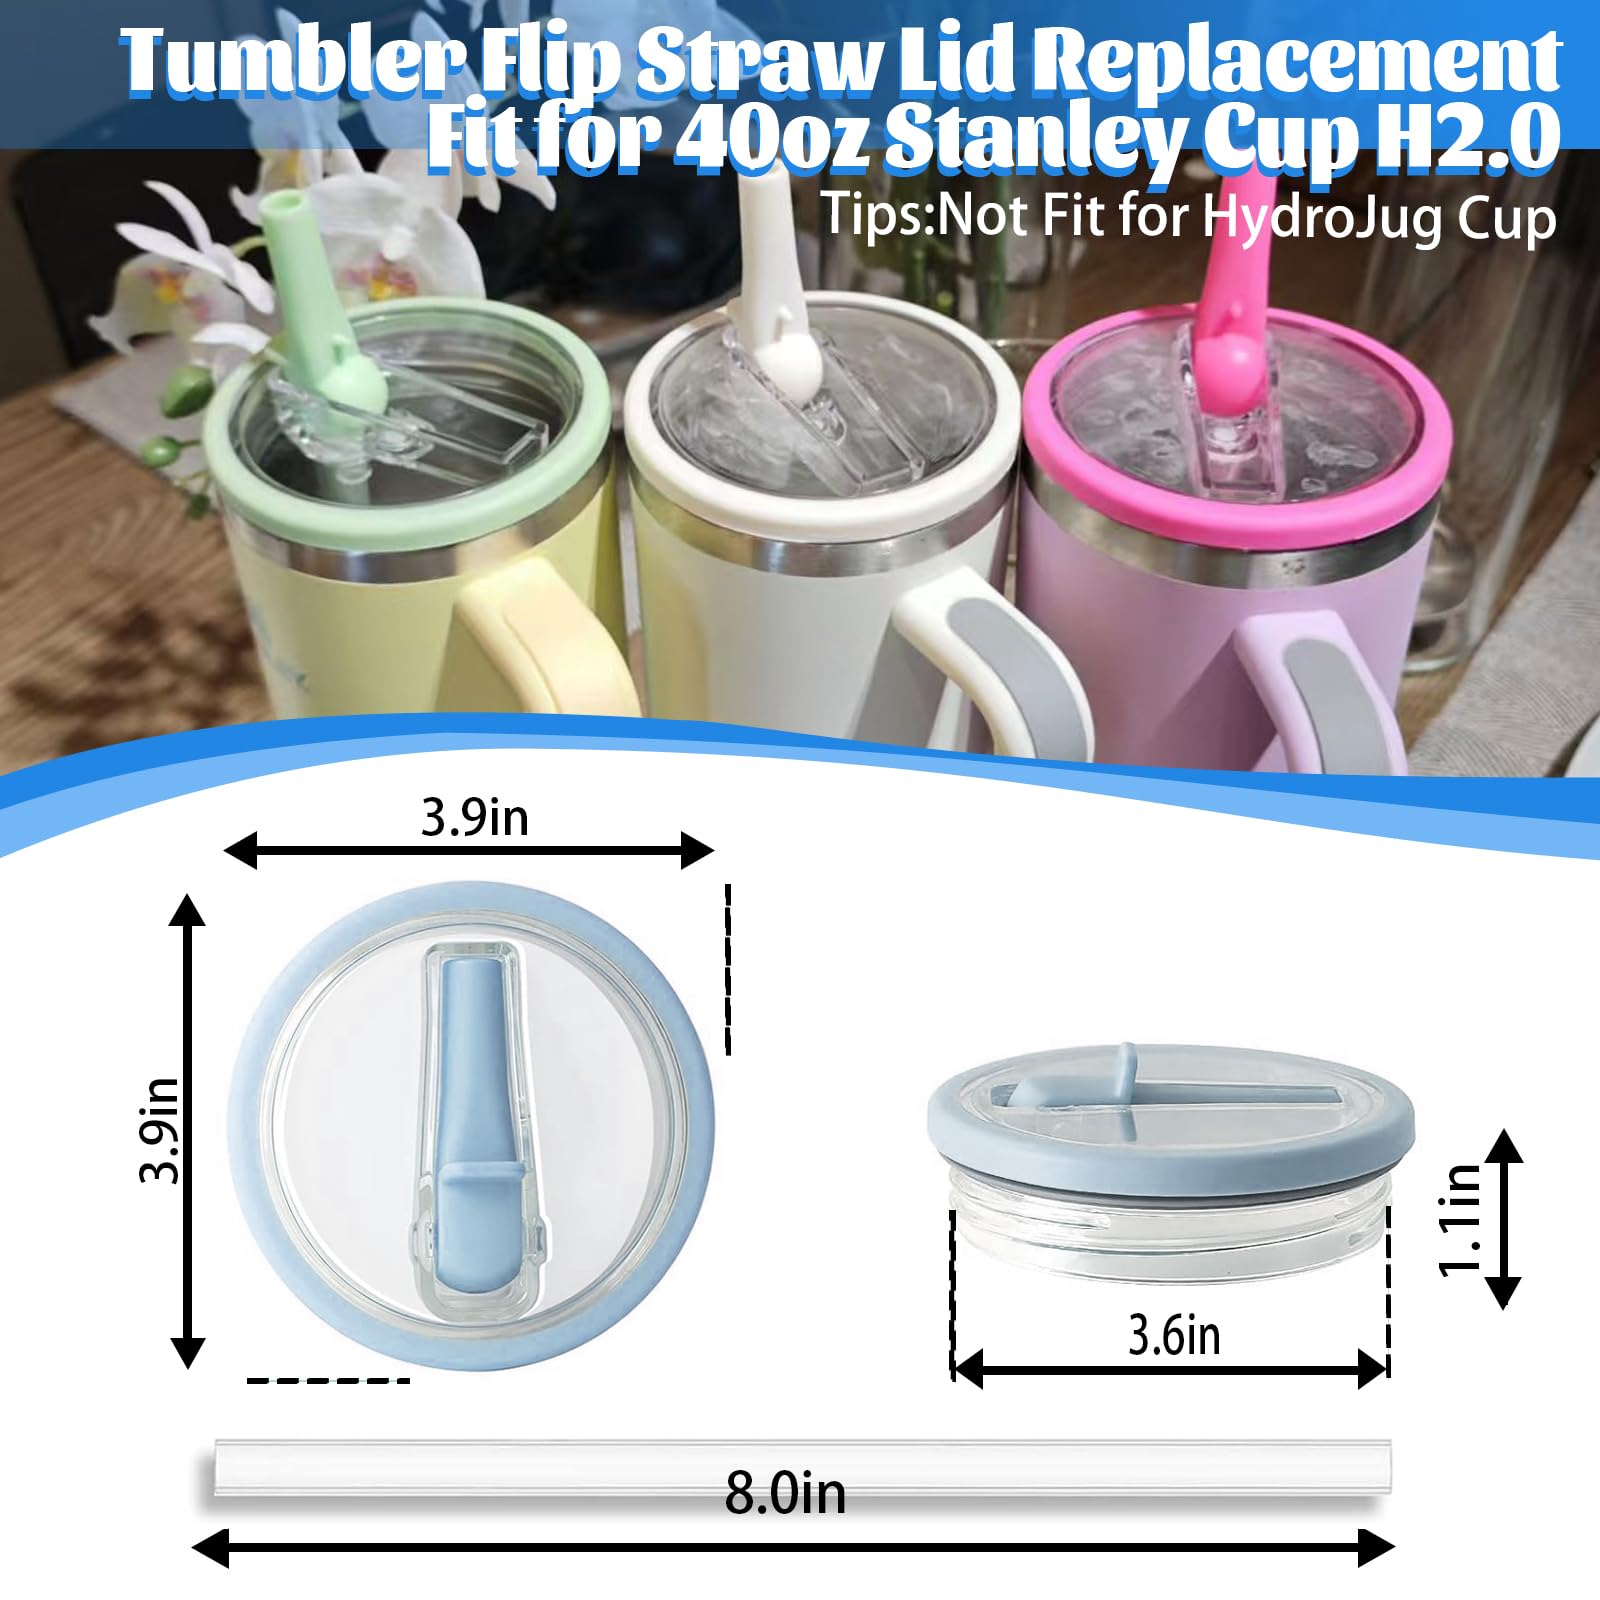 Tumbler Flip Straw Lid Replacement
Fit for 40oz Stanley Cup H2.0
Tips:Not Fit for HydroJug Cup
3.9in
3.9in
1.1in
3.6in
8.0in